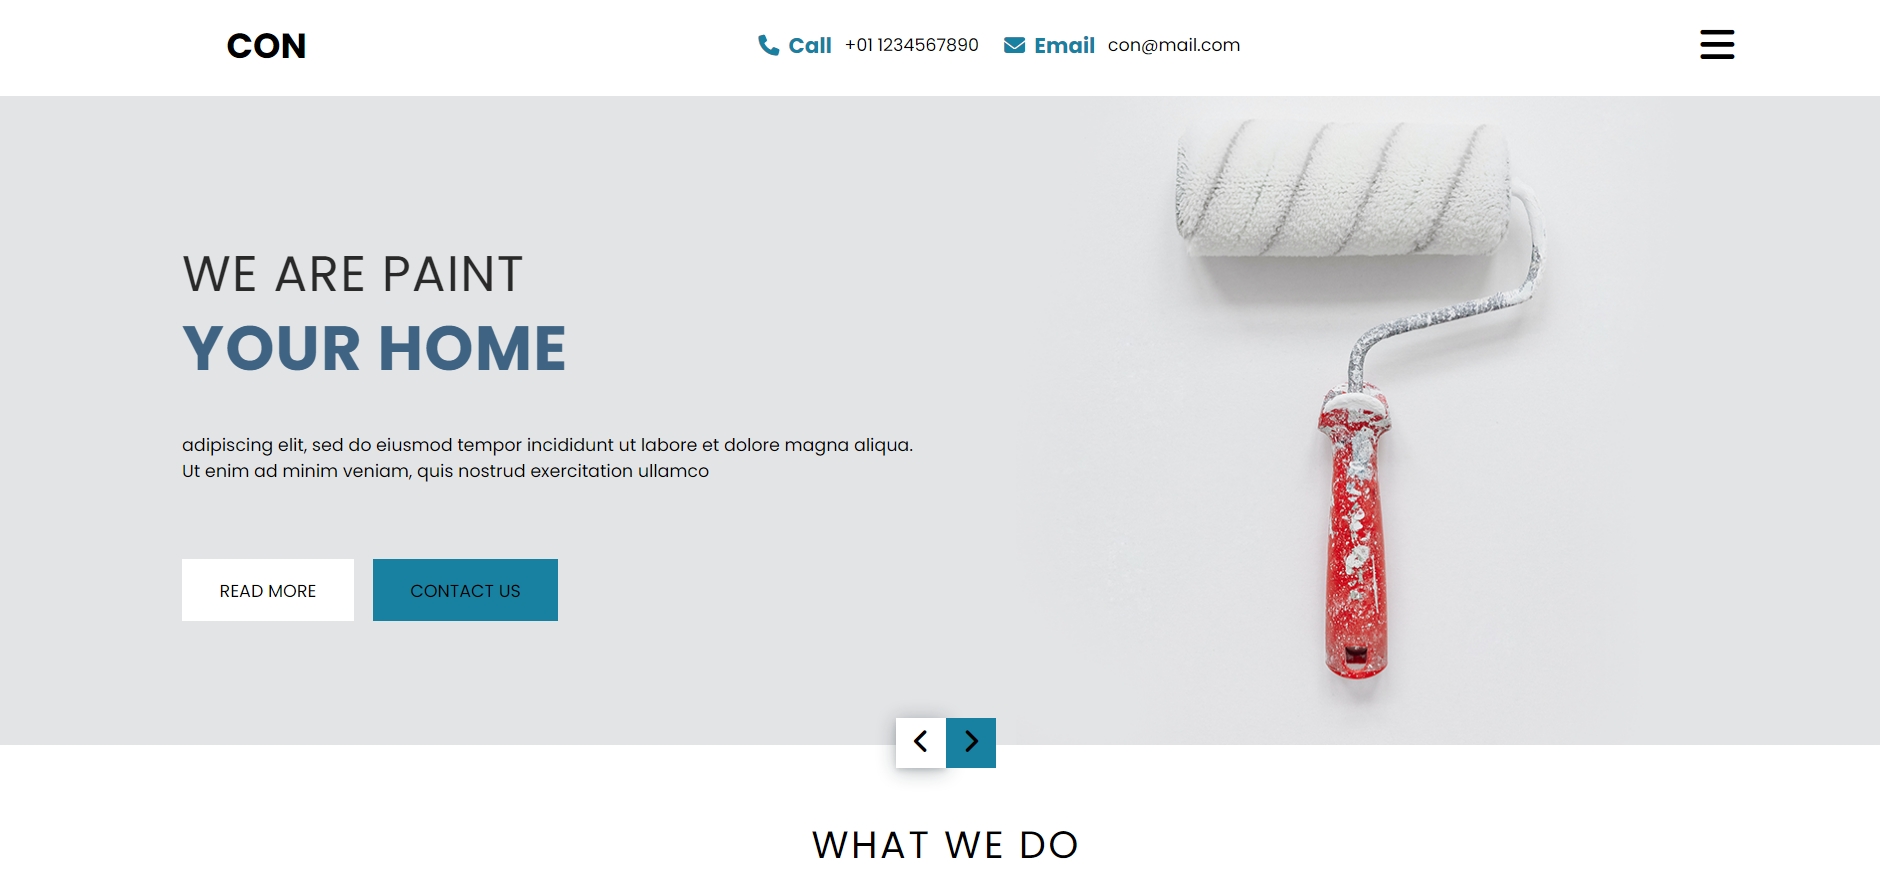 CON
Call +01 1234567890 Email con@mail.com
WE ARE PAINT
YOUR HOME
adipiscing elit, sed do eiusmod tempor incididunt ut labore et dolore magna aliqua.
Ut enim ad minim veniam, quis nostrud exercitation ullamco
READ MORE CONTACT US
WHAT WE DO